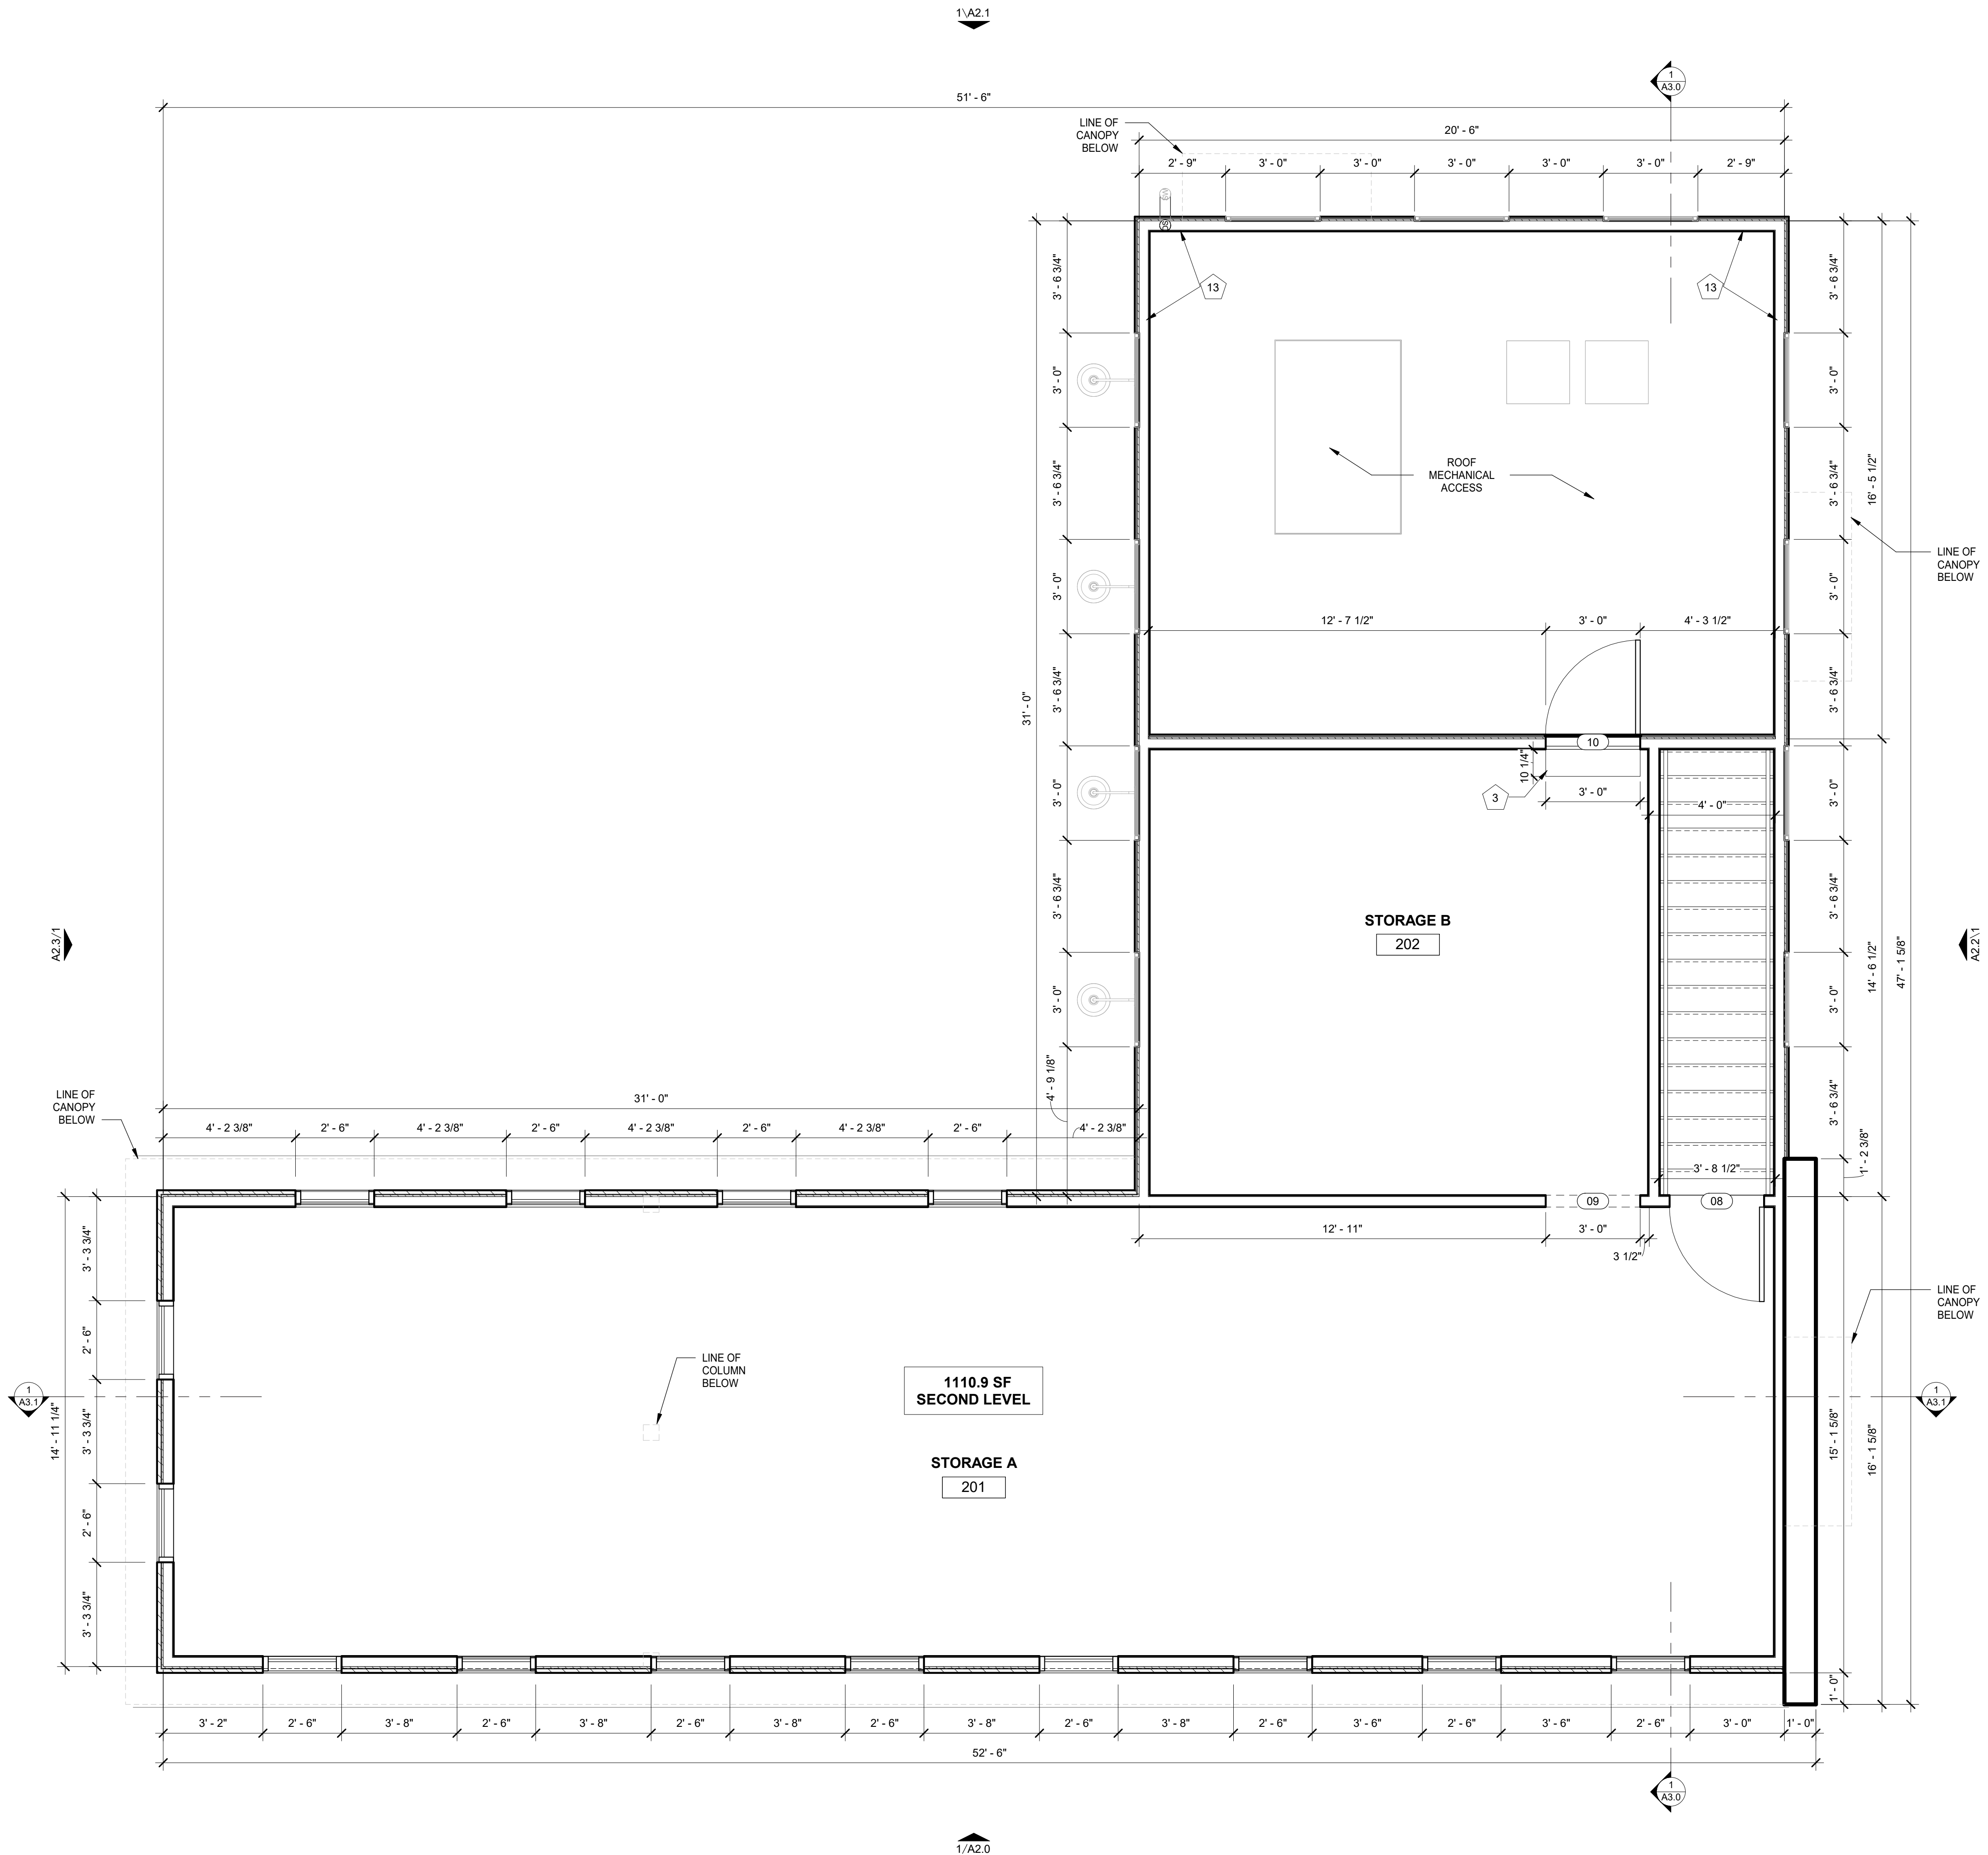 1\A2.1
1
A3.0
51' - 6"
LINE OF
CANOPY
BELOW
20' - 6"
2' - 9"
3' - 0"
3' - 0"
3' - 0"
3' - 0"
3' - 0"
2' - 9"
13
13
3' - 6 3/4"
3' - 0"
3' - 6 3/4"
3' - 0"
3' - 6 3/4"
3' - 0"
3' - 6 3/4"
3' - 0"
4' - 9 1/8"
31' - 0"
3' - 6 3/4"
3' - 0"
3' - 6 3/4"
3' - 0"
3' - 6 3/4"
3' - 0"
3' - 6 3/4"
3' - 0"
3' - 6 3/4"
1' - 2 3/8"
16' - 5 1/2"
14' - 6 1/2"
47' - 1 5/8"
ROOF
MECHANICAL
ACCESS
LINE OF
CANOPY
BELOW
12' - 7 1/2"
3' - 0"
4' - 3 1/2"
10
10 1/4"
3
3' - 0"
4' - 0"
STORAGE B
202
A2.3/1
A2.2\1
LINE OF
CANOPY
BELOW
31' - 0"
4' - 2 3/8"
2' - 6"
4' - 2 3/8"
2' - 6"
4' - 2 3/8"
2' - 6"
4' - 2 3/8"
2' - 6"
4' - 2 3/8"
3' - 8 1/2"
09
08
12' - 11"
3' - 0"
3 1/2"
3' - 3 3/4"
2' - 6"
3' - 3 3/4"
2' - 6"
3' - 3 3/4"
14' - 11 1/4"
LINE OF
CANOPY
BELOW
LINE OF
COLUMN
BELOW
1110.9 SF
SECOND LEVEL
1
A3.1
1
A3.1
STORAGE A
201
15' - 1 5/8"
16' - 1 5/8"
1' - 0"
3' - 2"
2' - 6"
3' - 8"
2' - 6"
3' - 8"
2' - 6"
3' - 8"
2' - 6"
3' - 8"
2' - 6"
3' - 8"
2' - 6"
3' - 6"
2' - 6"
3' - 6"
2' - 6"
3' - 0"
1' - 0"
52' - 6"
1
A3.0
1/A2.0